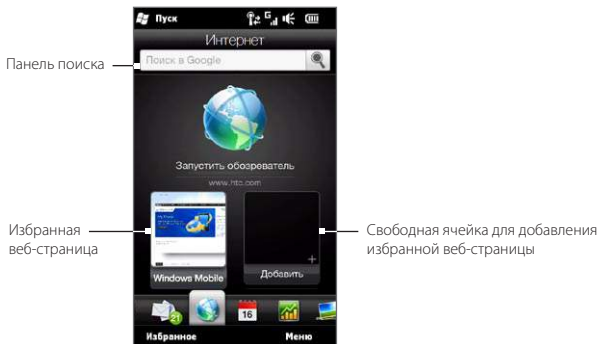 Пуск
Интернет
Панель поиска
Поиск в Google
Запустить обозреватель
www.htc.com
Избранная
веб-страница
Свободная ячейка для добавления
избранной веб-страницы
Windows Mobile
Добавить
21
16
Избранное
Меню